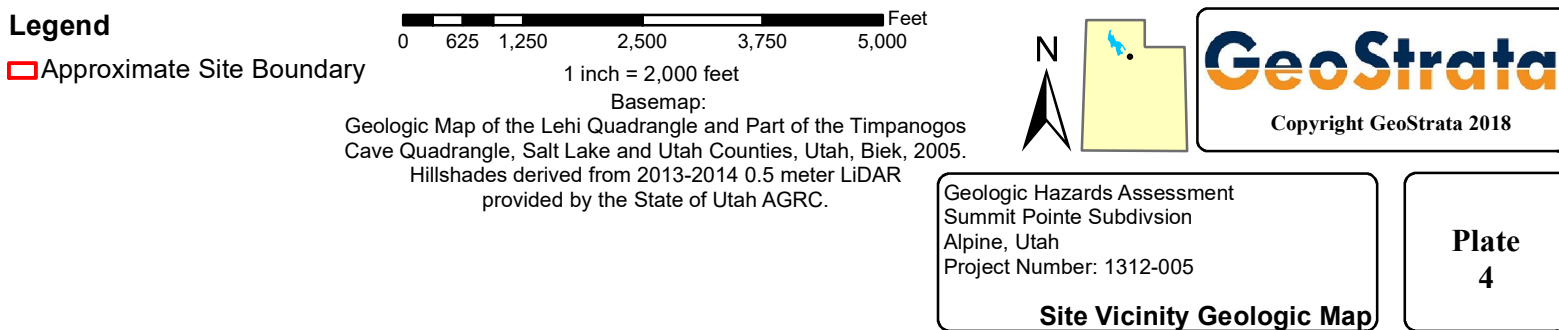 Legend
Approximate Site Boundary
Feet
0 625 1,250 2,500 3,750 5,000
1 inch = 2,000 feet
Basemap:
Geologic Map of the Lehi Quadrangle and Part of the Timpanogos
Cave Quadrangle, Salt Lake and Utah Counties, Utah, Biek, 2005.
Hillshades derived from 2013-2014 0.5 meter LiDAR
provided by the State of Utah AGRC.
N
GeoStrata
Copyright GeoStrata 2018
Geologic Hazards Assessment
Summit Pointe Subdivsion
Alpine, Utah
Project Number: 1312-005
Site Vicinity Geologic Map
Plate
4